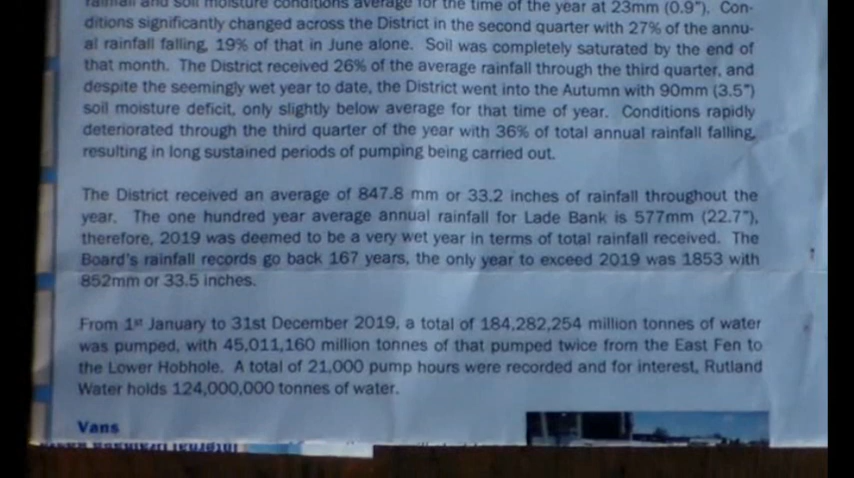 rainfall and soil moisture conditions average for the time of the year at 23mm (0.9"). Con-
ditions significantly changed across the District in the second quarter with 27% of the annu-
al rainfall falling, 19% of that in June alone. Soil was completely saturated by the end of
that month. The District received 26% of the average rainfall through the third quarter, and
despite the seemingly wet year to date, the District went into the Autumn with 90mm (3.5")
soil moisture deficit, only slightly below average for that time of year. Conditions rapidly
deteriorated through the third quarter of the year with 36% of total annual rainfall falling,
resulting in long sustained periods of pumping being carried out.
The District received an average of 847.8 mm or 33.2 inches of rainfall throughout the
year. The one hundred year average annual rainfall for Lade Bank is 577mm (22.7"),
therefore, 2019 was deemed to be a very wet year in terms of total rainfall received. The
Board's rainfall records go back 167 years, the only year to exceed 2019 was 1853 with
852mm or 33.5 inches.
From 1st January to 31st December 2019, a total of 184,282,254 million tonnes of water
was pumped, with 45,011,160 million tonnes of that pumped twice from the East Fen to
the Lower Hobhole. A total of 21,000 pump hours were recorded and for interest, Rutland
Water holds 124,000,000 tonnes of water.
Vans